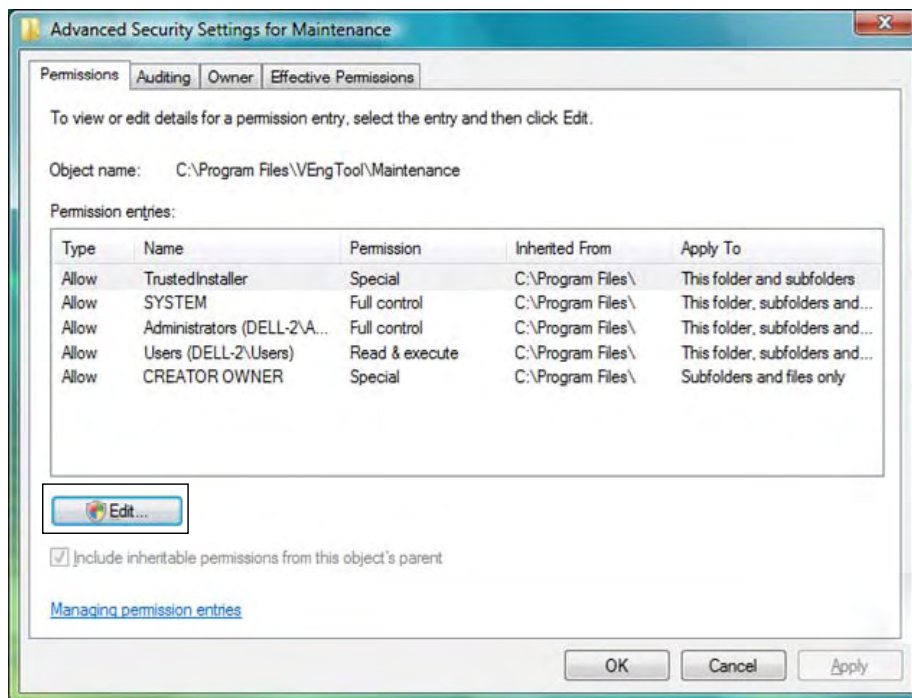 Advanced Security Settings for Maintenance
Permissions Auditing Owner Effective Permissions
To view or edit details for a permission entry, select the entry and then click Edit.
Object name: C:\Program Files\VEngTool\Maintenance
Permission entries:
Type Name Permission Inherited From Apply To
Allow TrustedInstaller Special C:\Program Files\ This folder and subfolders
Allow SYSTEM Full control C:\Program Files\ This folder, subfolders and...
Allow Administrators (DELL-2\A... Full control C:\Program Files\ This folder, subfolders and...
Allow Users (DELL-2\Users) Read & execute C:\Program Files\ This folder, subfolders and...
Allow CREATOR OWNER Special C:\Program Files\ Subfolders and files only
Edit...
Include inheritable permissions from this object's parent
Managing permission entries
OK Cancel Apply